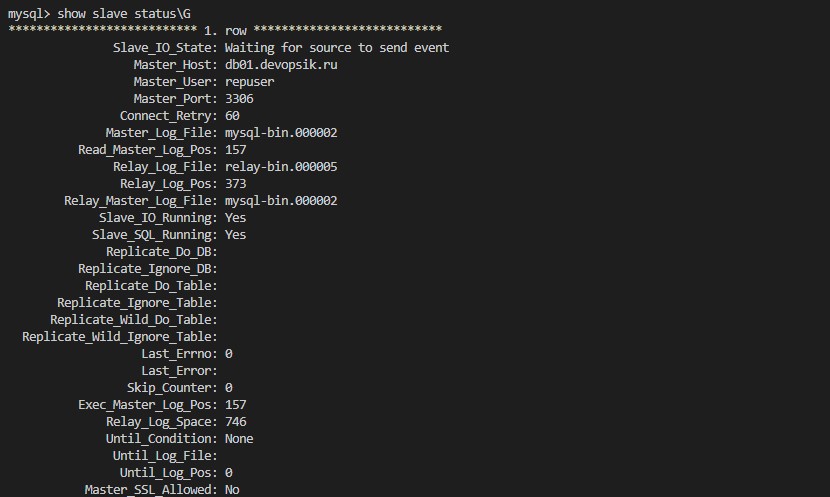 mysql> show slave status\G
*************************** 1. row ***************************
Slave_IO_State: Waiting for source to send event
Master_Host: db01.devopsik.ru
Master_User: repuser
Master_Port: 3306
Connect_Retry: 60
Master_Log_File: mysql-bin.000002
Read_Master_Log_Pos: 157
Relay_Log_File: relay-bin.000005
Relay_Log_Pos: 373
Relay_Master_Log_File: mysql-bin.000002
Slave_IO_Running: Yes
Slave_SQL_Running: Yes
Replicate_Do_DB:
Replicate_Ignore_DB:
Replicate_Do_Table:
Replicate_Ignore_Table:
Replicate_Wild_Do_Table:
Replicate_Wild_Ignore_Table:
Last_Errno: 0
Last_Error:
Skip_Counter: 0
Exec_Master_Log_Pos: 157
Relay_Log_Space: 746
Until_Condition: None
Until_Log_File:
Until_Log_Pos: 0
Master_SSL_Allowed: No